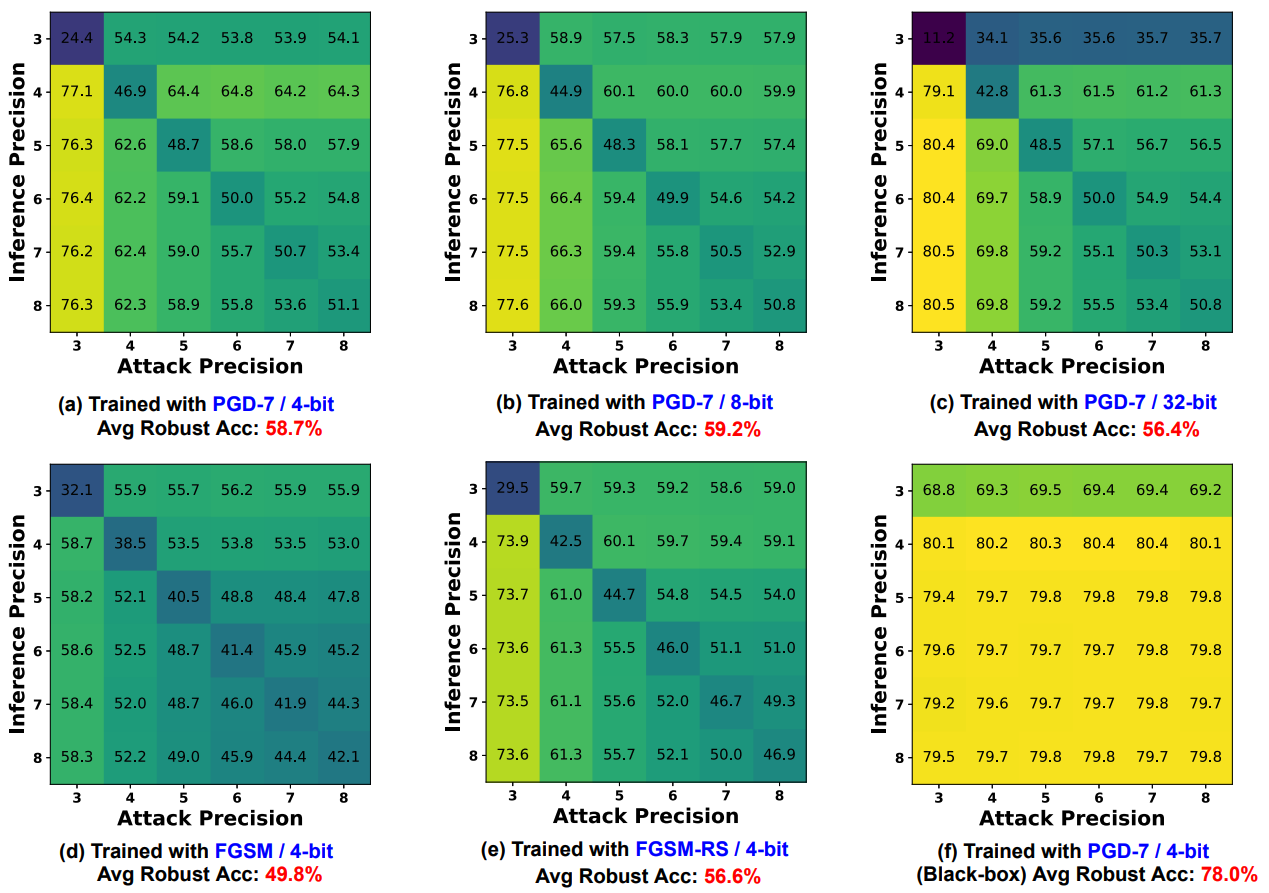 Inference Precision
3 24.4 54.3 54.2 53.8 53.9 54.1
4 77.1 46.9 64.4 64.8 64.2 64.3
5 76.3 62.6 48.7 58.6 58.0 57.9
6 76.4 62.2 59.1 50.0 55.2 54.8
7 76.2 62.4 59.0 55.7 50.7 53.4
8 76.3 62.3 58.9 55.8 53.6 51.1
3 4 5 6 7 8
Attack Precision
(a) Trained with PGD-7 / 4-bit
Avg Robust Acc: 58.7%
Inference Precision
3 25.3 58.9 57.5 58.3 57.9 57.9
4 76.8 44.9 60.1 60.0 60.0 59.9
5 77.5 65.6 48.3 58.1 57.7 57.4
6 77.5 66.4 59.4 49.9 54.6 54.2
7 77.5 66.3 59.4 55.8 50.5 52.9
8 77.6 66.0 59.3 55.9 53.4 50.8
3 4 5 6 7 8
Attack Precision
(b) Trained with PGD-7 / 8-bit
Avg Robust Acc: 59.2%
Inference Precision
3 11.2 34.1 35.6 35.6 35.7 35.7
4 79.1 42.8 61.3 61.5 61.2 61.3
5 80.4 69.0 48.5 57.1 56.7 56.5
6 80.4 69.7 58.9 50.0 54.9 54.4
7 80.5 69.8 59.2 55.1 50.3 53.1
8 80.5 69.8 59.2 55.5 53.4 50.8
3 4 5 6 7 8
Attack Precision
(c) Trained with PGD-7 / 32-bit
Avg Robust Acc: 56.4%
Inference Precision
3 32.1 55.9 55.7 56.2 55.9 55.9
4 58.7 38.5 53.5 53.8 53.5 53.0
5 58.2 52.1 40.5 48.8 48.4 47.8
6 58.6 52.5 48.7 41.4 45.9 45.2
7 58.4 52.0 48.7 46.0 41.9 44.3
8 58.3 52.2 49.0 45.9 44.4 42.1
3 4 5 6 7 8
Attack Precision
(d) Trained with FGSM / 4-bit
Avg Robust Acc: 49.8%
Inference Precision
3 29.5 59.7 59.3 59.2 58.6 59.0
4 73.9 42.5 60.1 59.7 59.4 59.1
5 73.7 61.0 44.7 54.8 54.5 54.0
6 73.6 61.3 55.5 46.0 51.1 51.0
7 73.5 61.1 55.6 52.0 46.7 49.3
8 73.6 61.3 55.7 52.1 50.0 46.9
3 4 5 6 7 8
Attack Precision
(e) Trained with FGSM-RS / 4-bit
Avg Robust Acc: 56.6%
Inference Precision
3 68.8 69.3 69.5 69.4 69.4 69.2
4 80.1 80.2 80.3 80.4 80.4 80.1
5 79.4 79.7 79.8 79.8 79.8 79.8
6 79.6 79.7 79.7 79.7 79.8 79.8
7 79.2 79.6 79.7 79.7 79.8 79.7
8 79.5 79.7 79.8 79.8 79.7 79.8
3 4 5 6 7 8
Attack Precision
(f) Trained with PGD-7 / 4-bit
(Black-box) Avg Robust Acc: 78.0%